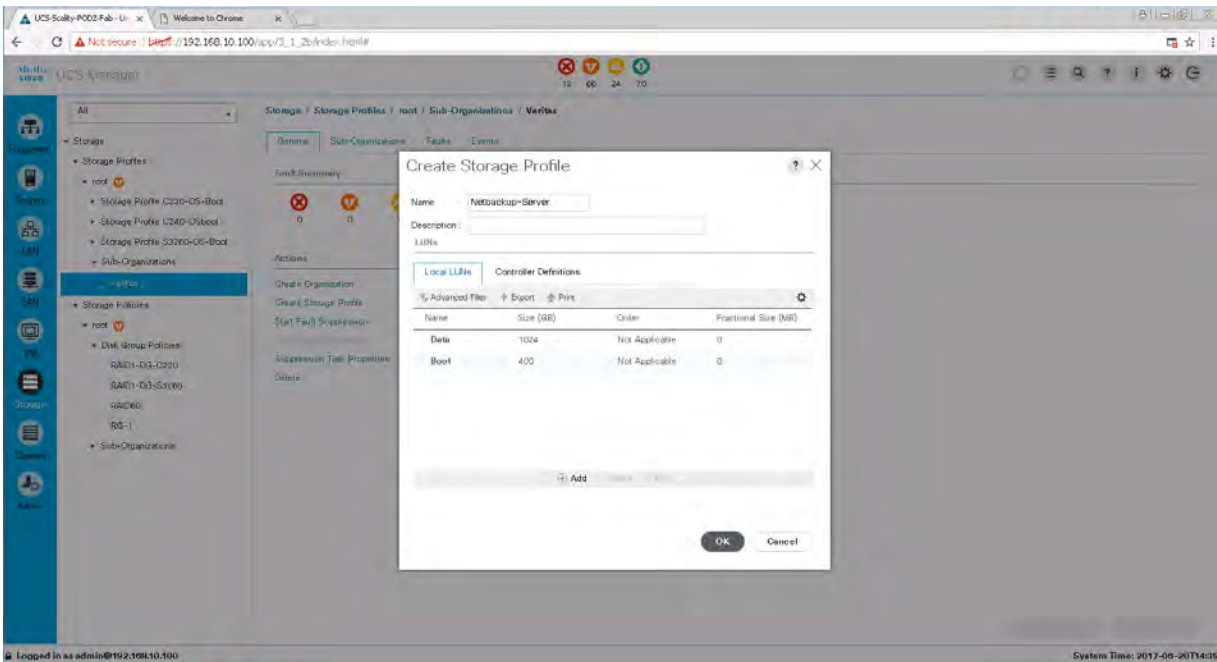 UCS-Scality-POD2-Fab - U
Welcome to Chrome
Not secure | https://192.168.10.100/app/3_1_2b/index.html#
UCS Manager
12 66 24 70
All
Storage / Storage Profiles / root / Sub-Organizations / Veritas
Storage
Storage Profiles
root
Storage Profile C220-OS-Boot
Storage Profile C240-OSboot
Storage Profile S3260-OS-Boot
Sub-Organizations
Veritas
Storage Policies
root
Disk Group Policies
RAID1-DG-C220
RAID1-DG-S3260
RAID60
RG-1
Sub-Organizations
LAN
SAN
VM
Storage
Admin
General Sub-Organizations Faults Events
Fault Summary
0 0
Actions
Create Organization
Create Storage Profile
Start Fault Suppression
Suppression Task Properties
Delete
Create Storage Profile
?
Name : Netbackup-Server
Description :
LUNs
Local LUNs Controller Definitions
Advanced Filter Export Print
Name Size (GB) Order Fractional Size (MB)
Data 1024 Not Applicable 0
Boot 400 Not Applicable 0
Add
OK Cancel
Logged in as admin@192.168.10.100